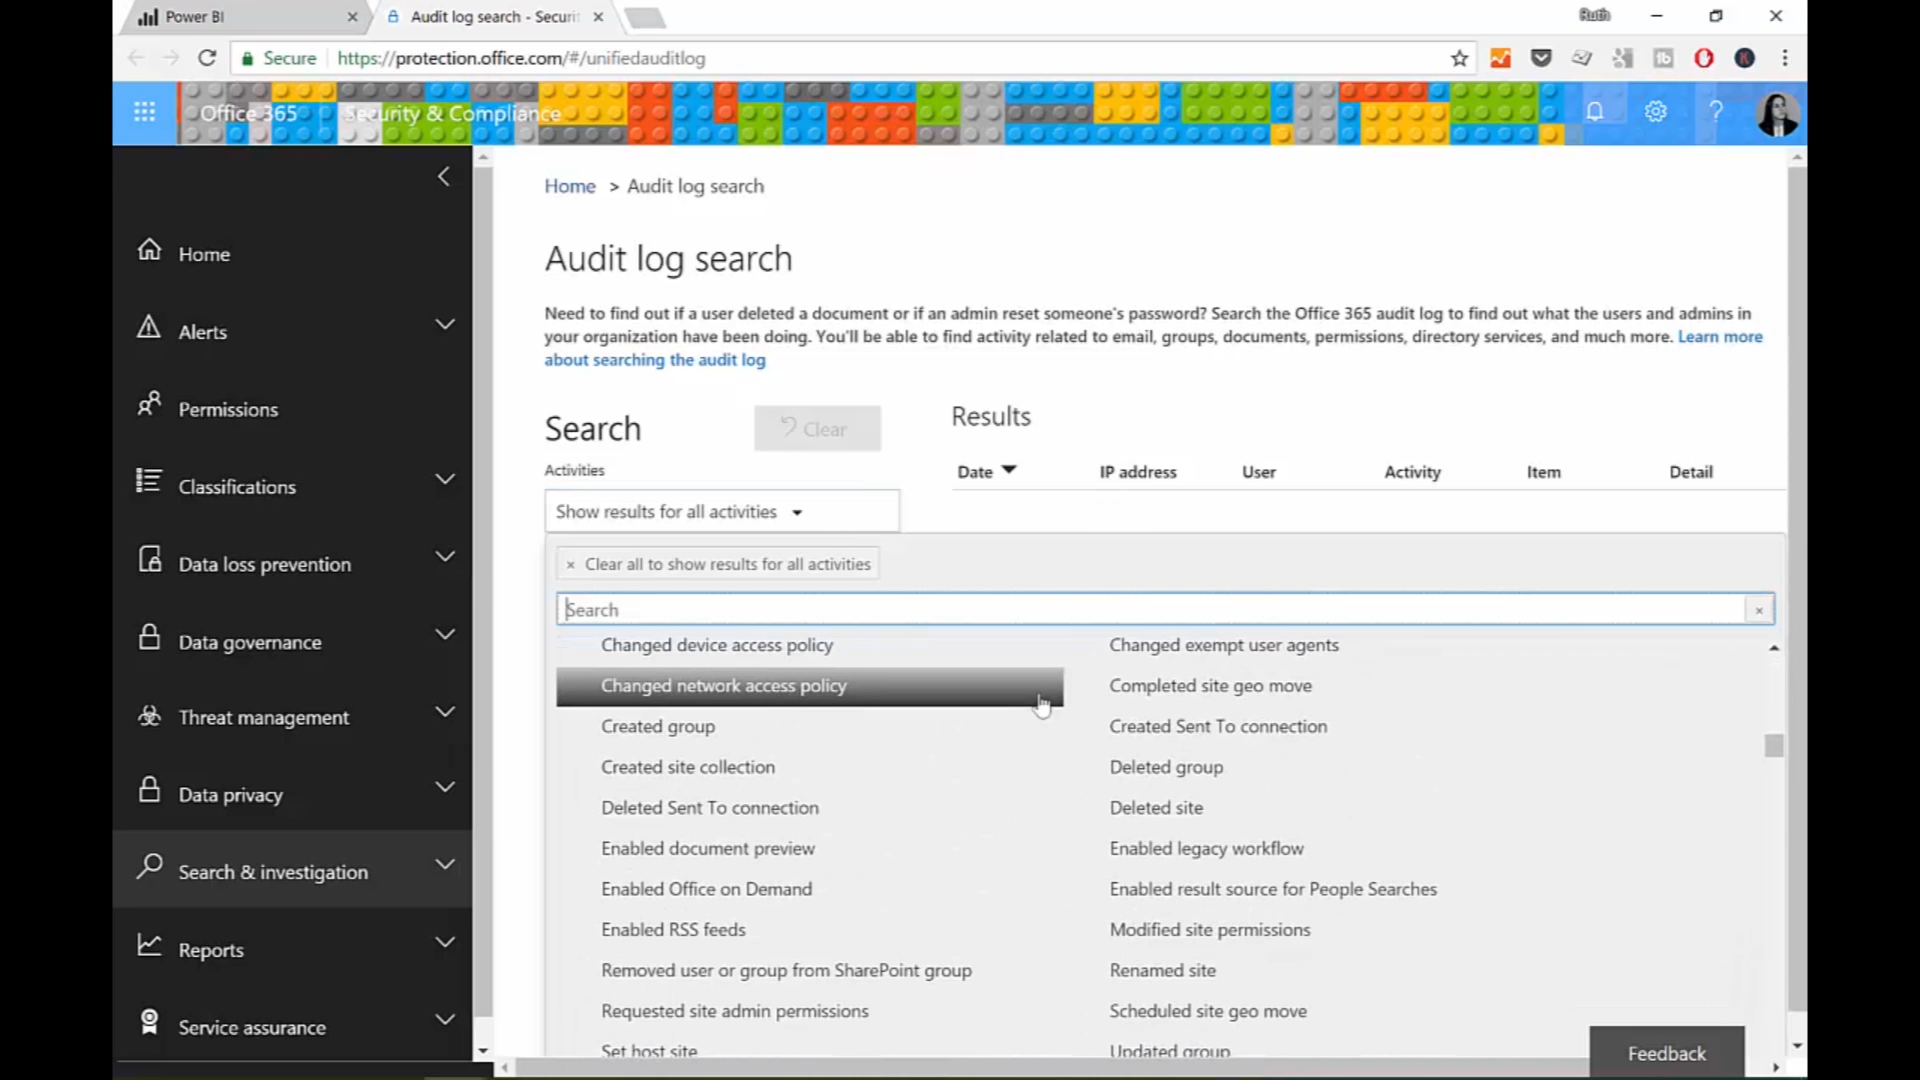 Power BI
Audit log search - Securi
Ruth
Secure
https://protection.office.com/#/unifiedauditlog
Office 365
Security & Compliance
Home
Alerts
Permissions
Classifications
Data loss prevention
Data governance
Threat management
Data privacy
Search & investigation
Reports
Service assurance
Home > Audit log search
Audit log search
Need to find out if a user deleted a document or if an admin reset someone's password? Search the Office 365 audit log to find out what the users and admins in
your organization have been doing. You'll be able to find activity related to email, groups, documents, permissions, directory services, and much more. Learn more
about searching the audit log
Search
Clear
Results
Activities
Date IP address User Activity Item Detail
Show results for all activities
× Clear all to show results for all activities
Search
Changed device access policy
Changed exempt user agents
Changed network access policy
Completed site geo move
Created group
Created Sent To connection
Created site collection
Deleted group
Deleted Sent To connection
Deleted site
Enabled document preview
Enabled legacy workflow
Enabled Office on Demand
Enabled result source for People Searches
Enabled RSS feeds
Modified site permissions
Removed user or group from SharePoint group
Renamed site
Requested site admin permissions
Scheduled site geo move
Set host site
Updated group
Feedback